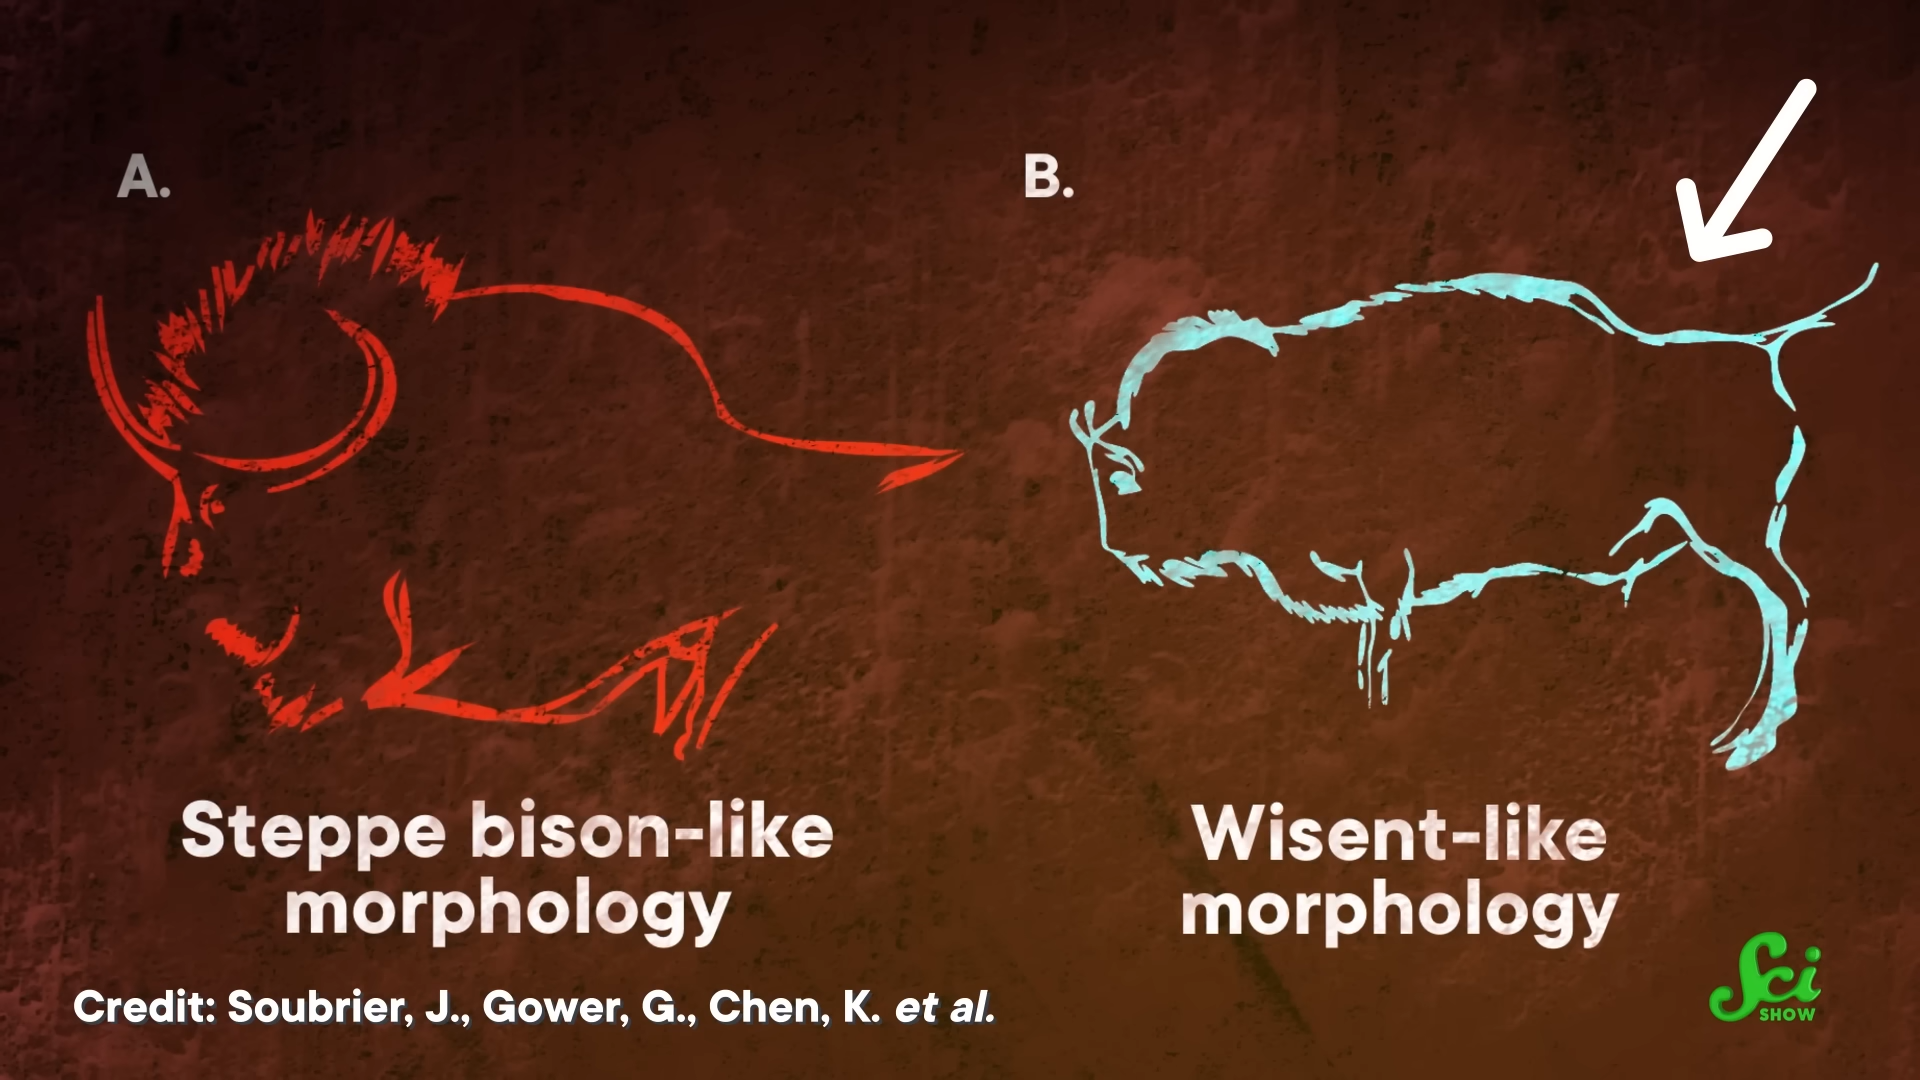 A.
B.
Steppe bison-like
morphology
Wisent-like
morphology
Credit: Soubrier, J., Gower, G., Chen, K. et al.
Sci
SHOW